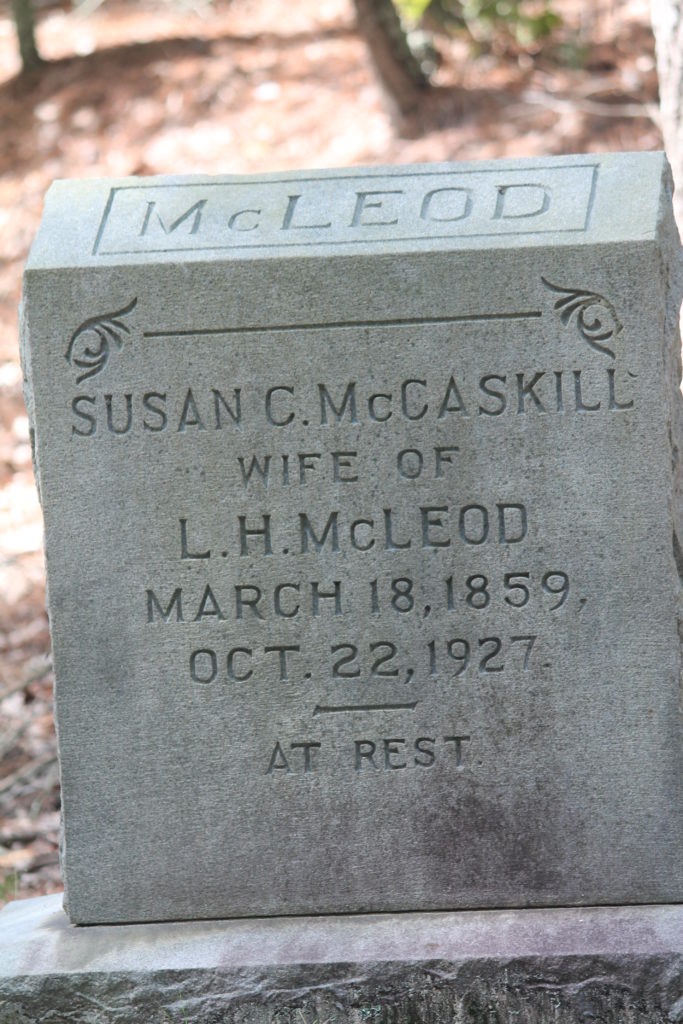 McLEOD
SUSAN C. McCASKILL
WIFE OF
L.H. McLEOD
MARCH 18, 1859,
OCT. 22, 1927.
AT REST.